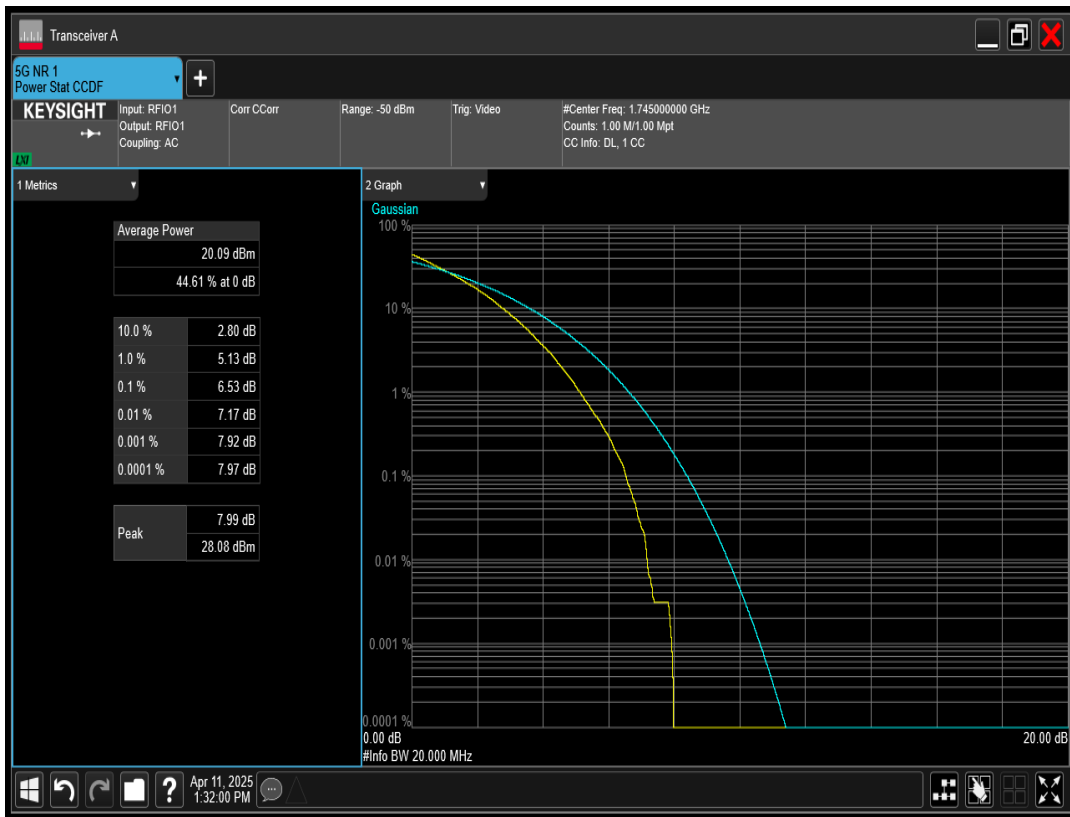 Transceiver A
5G NR 1
Power Stat CCDF
+
KEYSIGHT
LXI
Input: RFIO1
Output: RFIO1
Coupling: AC
Corr CCorr
Range: -50 dBm
Trig: Video
#Center Freq: 1.745000000 GHz
Counts: 1.00 M/1.00 Mpt
CC Info: DL, 1 CC
1 Metrics
Average Power
20.09 dBm
44.61 % at 0 dB
10.0 % 2.80 dB
1.0 % 5.13 dB
0.1 % 6.53 dB
0.01 % 7.17 dB
0.001 % 7.92 dB
0.0001 % 7.97 dB
Peak
7.99 dB
28.08 dBm
2 Graph
Gaussian
100 %
10 %
1 %
0.1 %
0.01 %
0.001 %
0.0001 %
0.00 dB 20.00 dB
#Info BW 20.000 MHz
?
Apr 11, 2025
1:32:00 PM